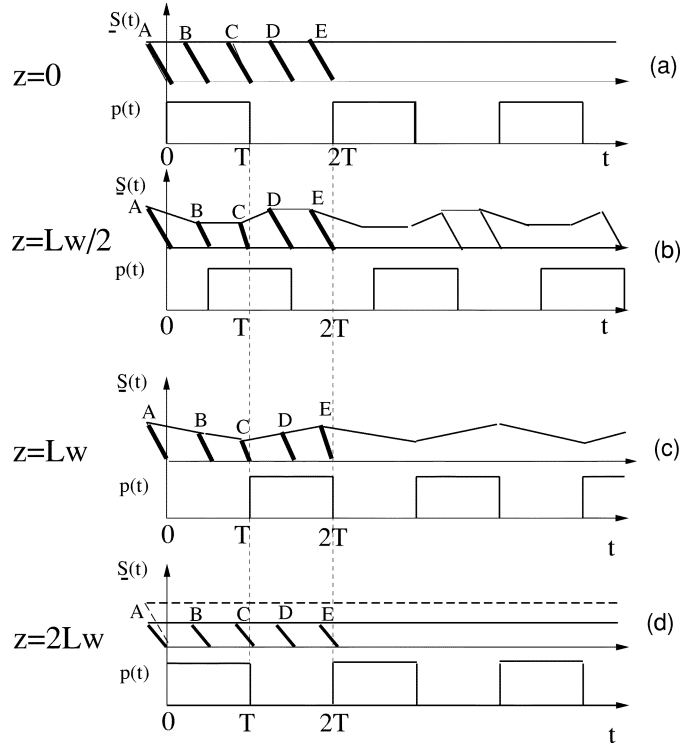 S(t) A B C D E
z=0 (a)
p(t)
0 T 2T t
S(t) A B C D E
z=Lw/2 (b)
p(t)
0 T 2T t
S(t)
A B C D E
z=Lw (c)
p(t)
0 T 2T t
S(t)
A B C D E
z=2Lw (d)
p(t)
0 T 2T t